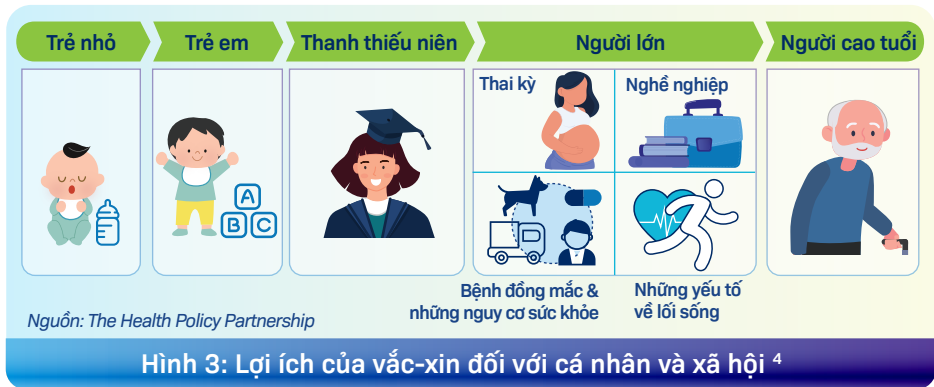 Trẻ nhỏ
Trẻ em
Thanh thiếu niên
Người lớn
Người cao tuổi
Thai kỳ
Nghề nghiệp
A
B C
Bệnh đồng mắc &
những nguy cơ sức khỏe
Những yếu tố
về lối sống
Nguồn: The Health Policy Partnership
Hình 3: Lợi ích của vắc-xin đối với cá nhân và xã hội ⁴